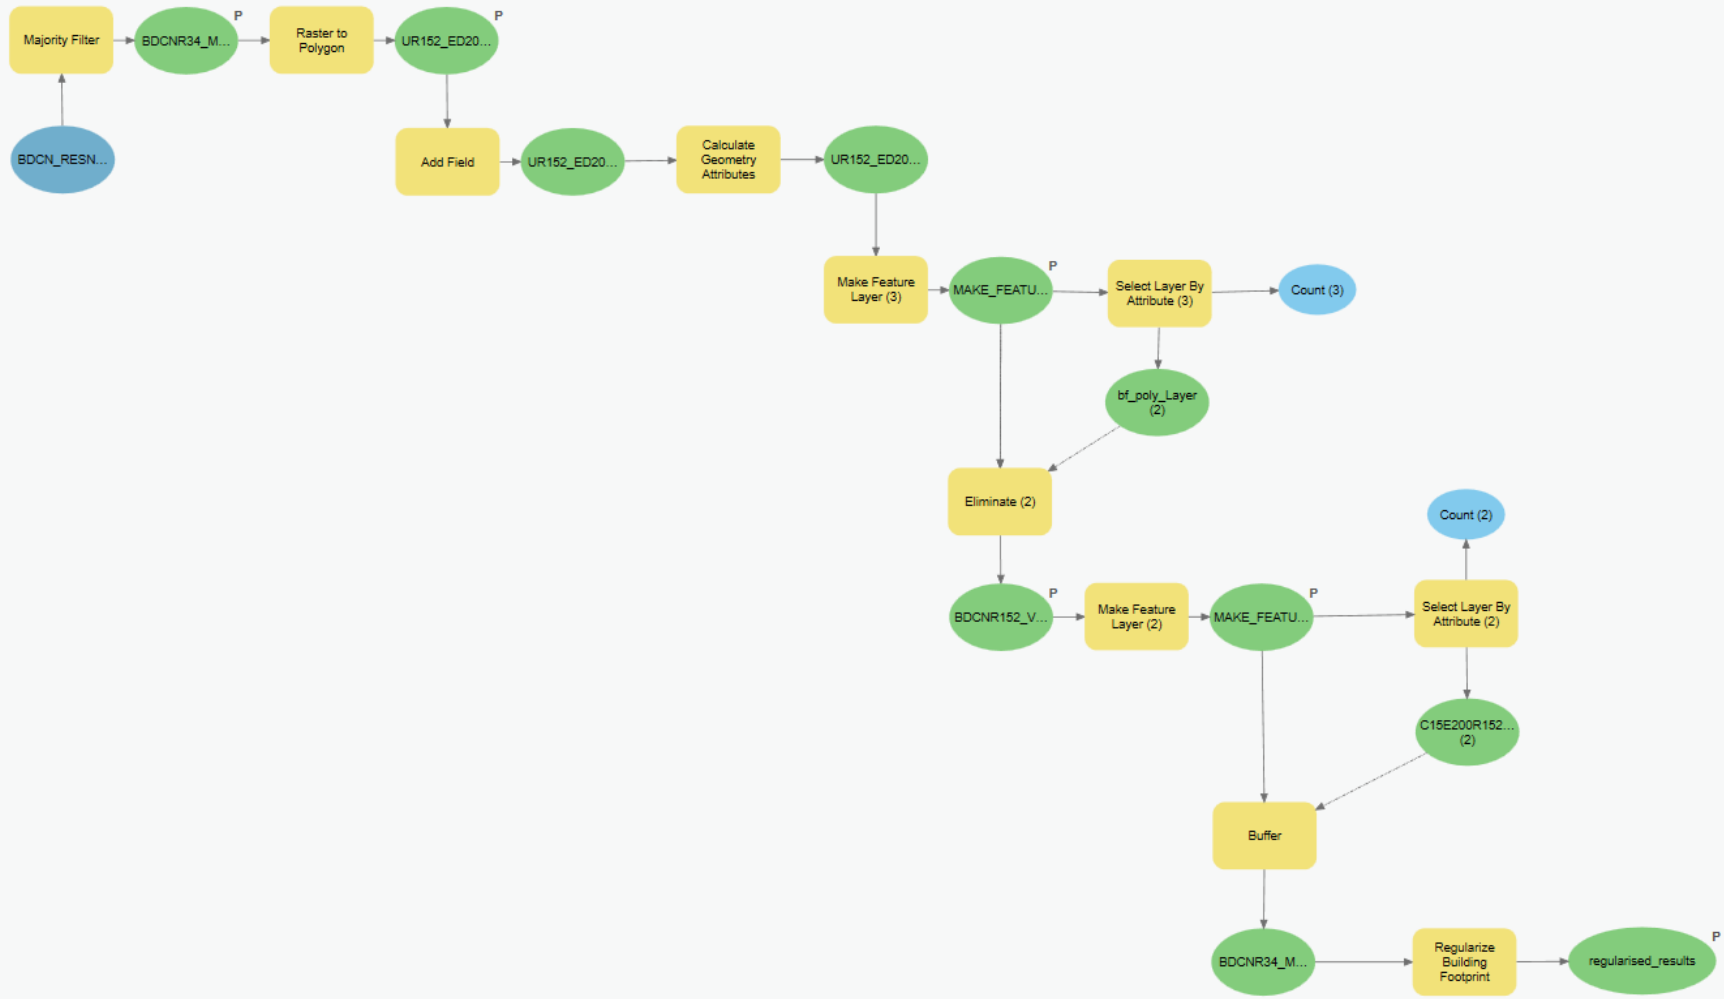 P
P
Majority Filter
BDCNR34_M...
Raster to
Polygon
UR152_ED20...
BDCN_RESN...
Add Field
UR152_ED20...
Calculate
Geometry
Attributes
UR152_ED20...
P
Make Feature
Layer (3)
MAKE_FEATU...
Select Layer By
Attribute (3)
Count (3)
bf_poly_Layer
(2)
Eliminate (2)
Count (2)
P
P
BDCNR152_V...
Make Feature
Layer (2)
MAKE_FEATU...
Select Layer By
Attribute (2)
C15E200R152...
(2)
Buffer
P
BDCNR34_M...
Regularize
Building
Footprint
regularised_results